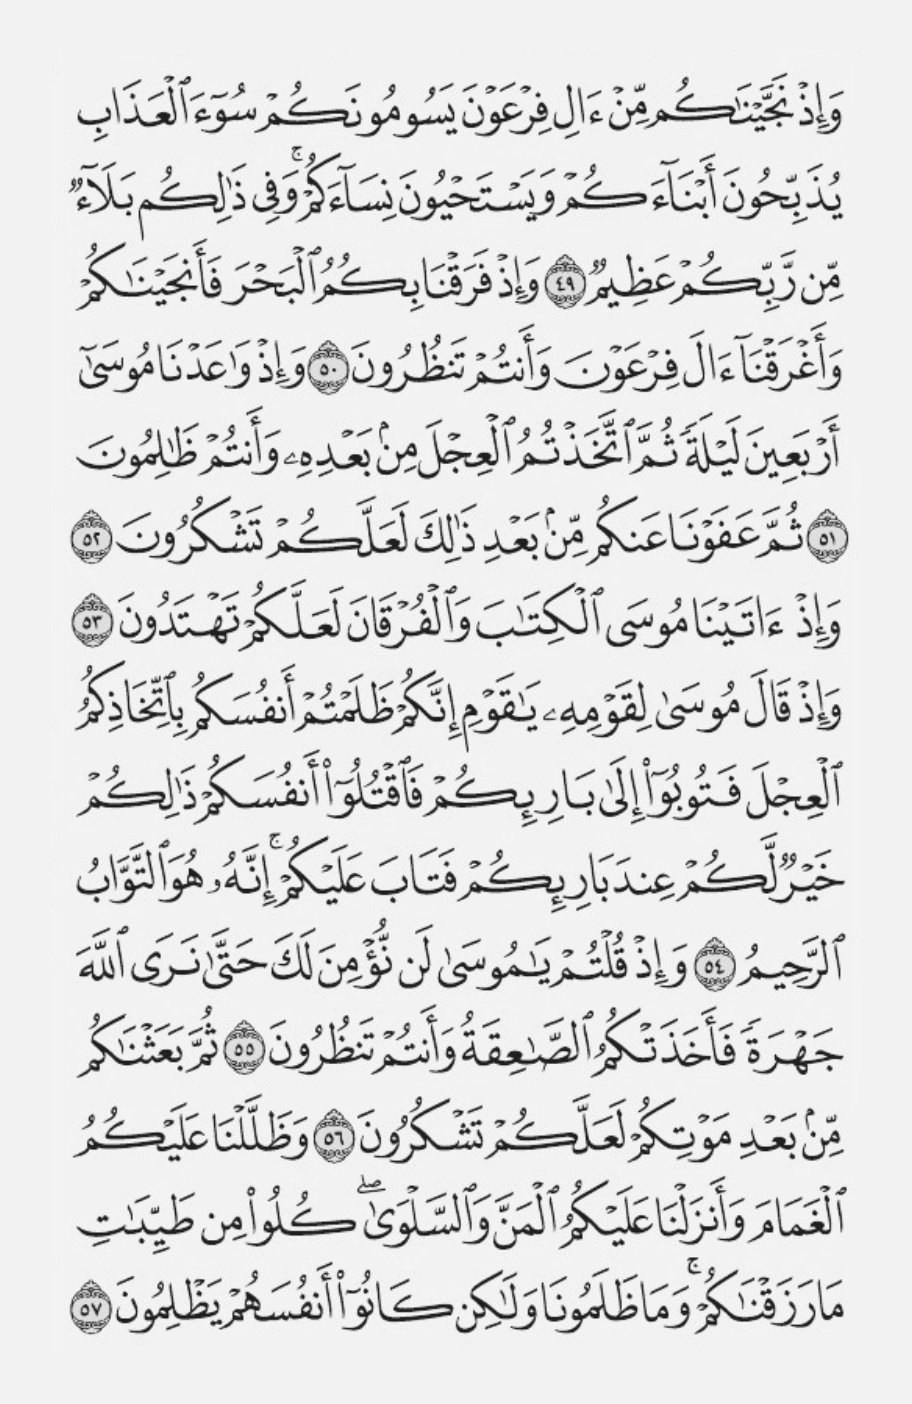 وَإِذْ نَجَّيْنَٰكُم مِّنْ ءَالِ فِرْعَوْنَ يَسُومُونَكُمْ سُوٓءَ ٱلْعَذَابِ
يُذَبِّحُونَ أَبْنَآءَكُمْ وَيَسْتَحْيُونَ نِسَآءَكُمْ ۚ وَفِى ذَٰلِكُم بَلَآءٌ
مِّن رَّبِّكُمْ عَظِيمٌ ٤٩ وَإِذْ فَرَقْنَا بِكُمُ ٱلْبَحْرَ فَأَنجَيْنَٰكُمْ
وَأَغْرَقْنَآ ءَالَ فِرْعَوْنَ وَأَنتُمْ تَنظُرُونَ ٥٠ وَإِذْ وَٰعَدْنَا مُوسَىٰٓ
أَرْبَعِينَ لَيْلَةً ثُمَّ ٱتَّخَذْتُمُ ٱلْعِجْلَ مِنۢ بَعْدِهِۦ وَأَنتُمْ ظَٰلِمُونَ
٥١ ثُمَّ عَفَوْنَا عَنكُم مِّنۢ بَعْدِ ذَٰلِكَ لَعَلَّكُمْ تَشْكُرُونَ ٥٢
وَإِذْ ءَاتَيْنَا مُوسَى ٱلْكِتَٰبَ وَٱلْفُرْقَانَ لَعَلَّكُمْ تَهْتَدُونَ ٥٣
وَإِذْ قَالَ مُوسَىٰ لِقَوْمِهِۦ يَٰقَوْمِ إِنَّكُمْ ظَلَمْتُمْ أَنفُسَكُم بِٱتِّخَاذِكُمُ
ٱلْعِجْلَ فَتُوبُوٓا۟ إِلَىٰ بَارِئِكُمْ فَٱقْتُلُوٓا۟ أَنفُسَكُمْ ذَٰلِكُمْ
خَيْرٌ لَّكُمْ عِندَ بَارِئِكُمْ فَتَابَ عَلَيْكُمْ ۚ إِنَّهُۥ هُوَ ٱلتَّوَّابُ
ٱلرَّحِيمُ ٥٤ وَإِذْ قُلْتُمْ يَٰمُوسَىٰ لَن نُّؤْمِنَ لَكَ حَتَّىٰ نَرَى ٱللَّهَ
جَهْرَةً فَأَخَذَتْكُمُ ٱلصَّٰعِقَةُ وَأَنتُمْ تَنظُرُونَ ٥٥ ثُمَّ بَعَثْنَٰكُم
مِّنۢ بَعْدِ مَوْتِكُمْ لَعَلَّكُمْ تَشْكُرُونَ ٥٦ وَظَلَّلْنَا عَلَيْكُمُ
ٱلْغَمَامَ وَأَنزَلْنَا عَلَيْكُمُ ٱلْمَنَّ وَٱلسَّلْوَىٰ ۖ كُلُوا۟ مِن طَيِّبَٰتِ
مَا رَزَقْنَٰكُمْ ۚ وَمَا ظَلَمُونَا وَلَٰكِن كَانُوٓا۟ أَنفُسَهُمْ يَظْلِمُونَ ٥٧